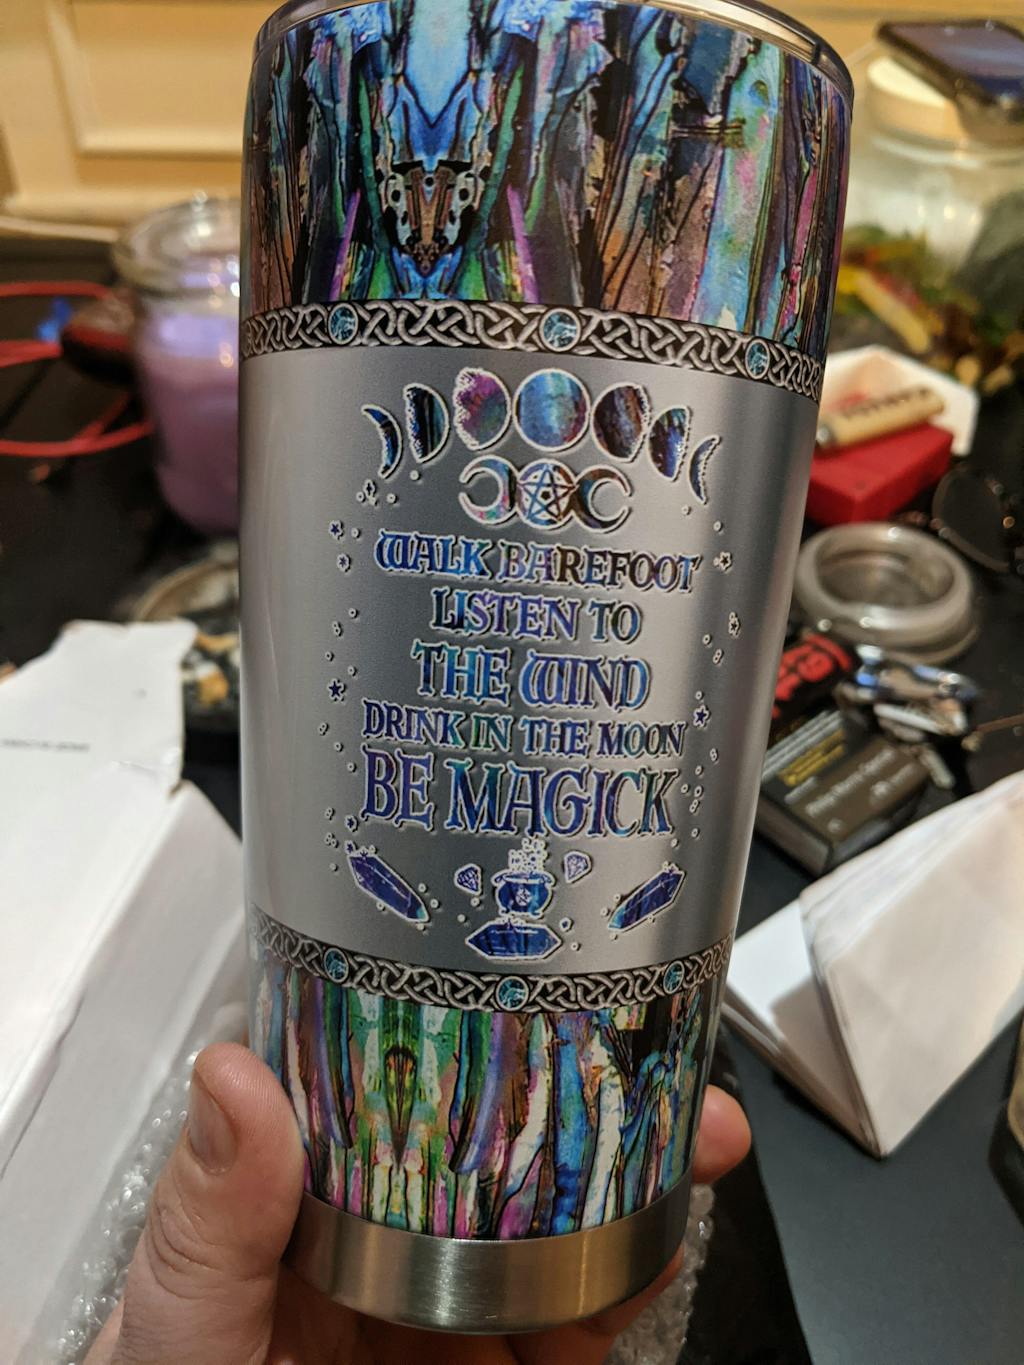 WALK BAREFOOT
LISTEN TO
THE WIND
DRINK IN THE MOON
BE MAGICK